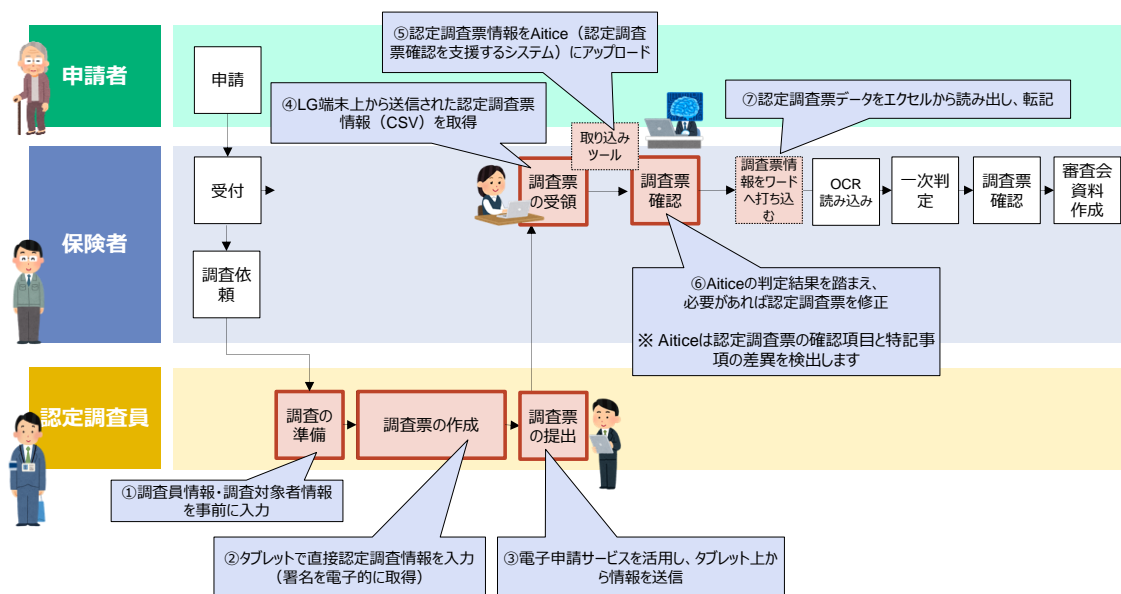 申請者
申請
⑤認定調査票情報をAitice（認定調査
票確認を支援するシステム）にアップロード
④LG端末上から送信された認定調査票
情報（CSV）を取得
⑦認定調査票データをエクセルから読み出し、転記
取り込み
ツール
保険者
受付
調査依
頼
調査票
の受領
調査票
確認
調査票情
報をワード
へ打ち込
む
OCR
読み込み
一次判
定
調査票
確認
審査会
資料
作成
⑥Aiticeの判定結果を踏まえ、
必要があれば認定調査票を修正
※ Aiticeは認定調査票の確認項目と特記事
項の差異を検出します
認定調査員
調査の
準備
調査票の作成
調査票
の提出
①調査員情報・調査対象者情報
を事前に入力
②タブレットで直接認定調査情報を入力
（署名を電子的に取得）
③電子申請サービスを活用し、タブレット上か
ら情報を送信